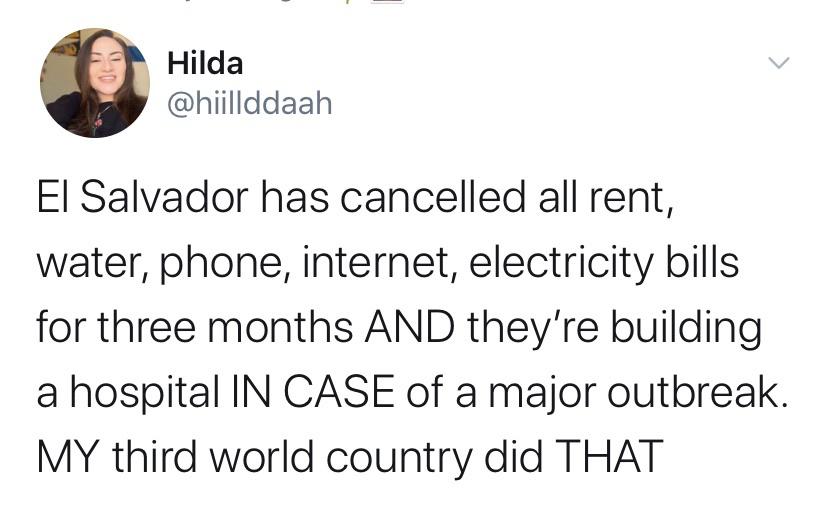 Hilda
@hiillddaah
El Salvador has cancelled all rent,
water, phone, internet, electricity bills
for three months AND they’re building
a hospital IN CASE of a major outbreak.
MY third world country did THAT